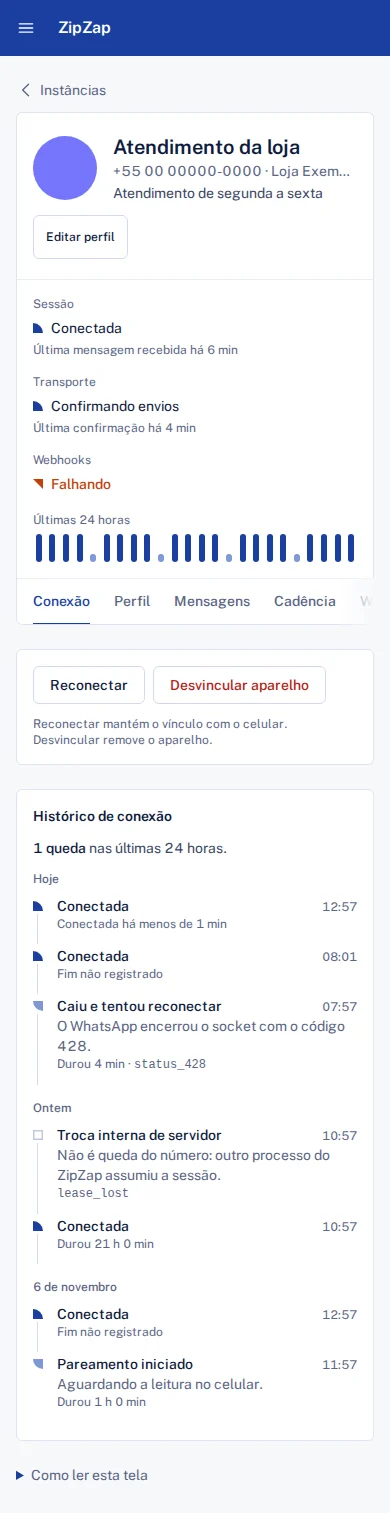 ZipZap
Instâncias
Atendimento da loja
+55 00 00000-0000 · Loja Exem...
Atendimento de segunda a sexta
Editar perfil
Sessão
Conectada
Última mensagem recebida há 6 min
Transporte
Confirmando envios
Última confirmação há 4 min
Webhooks
Falhando
Últimas 24 horas
Conexão Perfil Mensagens Cadência W
Reconectar Desvincular aparelho
Reconectar mantém o vínculo com o celular.
Desvincular remove o aparelho.
Histórico de conexão
1 queda nas últimas 24 horas.
Hoje
Conectada 12:57
Conectada há menos de 1 min
Conectada 08:01
Fim não registrado
Caiu e tentou reconectar 07:57
O WhatsApp encerrou o socket com o código
428.
Durou 4 min · status_428
Ontem
Troca interna de servidor 10:57
Não é queda do número: outro processo do
ZipZap assumiu a sessão.
lease_lost
Conectada 10:57
Durou 21 h 0 min
6 de novembro
Conectada 12:57
Fim não registrado
Pareamento iniciado 11:57
Aguardando a leitura no celular.
Durou 1 h 0 min
Como ler esta tela